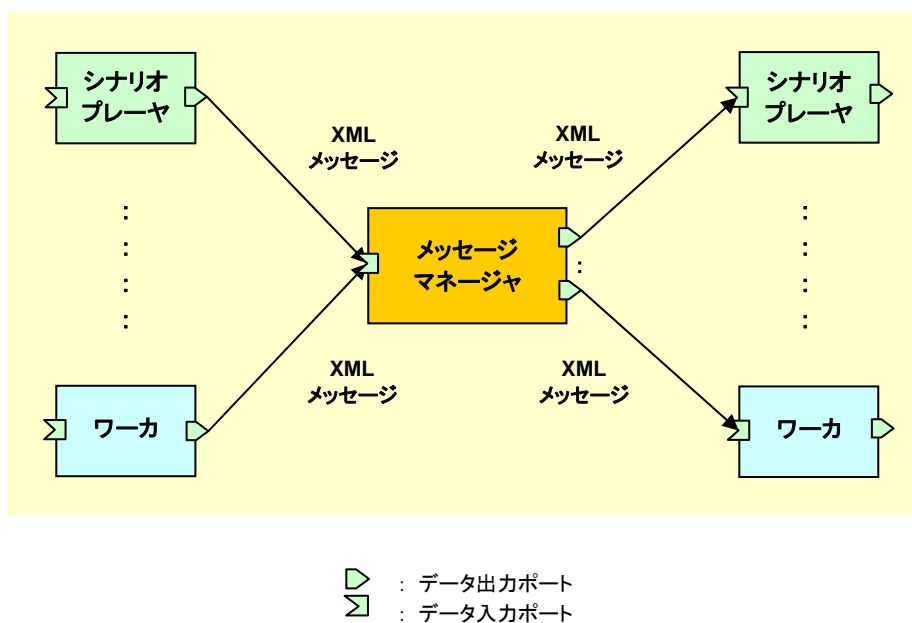 シナリオ
プレーヤ
シナリオ
プレーヤ
XML
メッセージ
XML
メッセージ
:
:
:
:
メッセージ
マネージャ
:
:
:
:
:
XML
メッセージ
XML
メッセージ
ワーカ
ワーカ
: データ出力ポート
: データ入力ポート